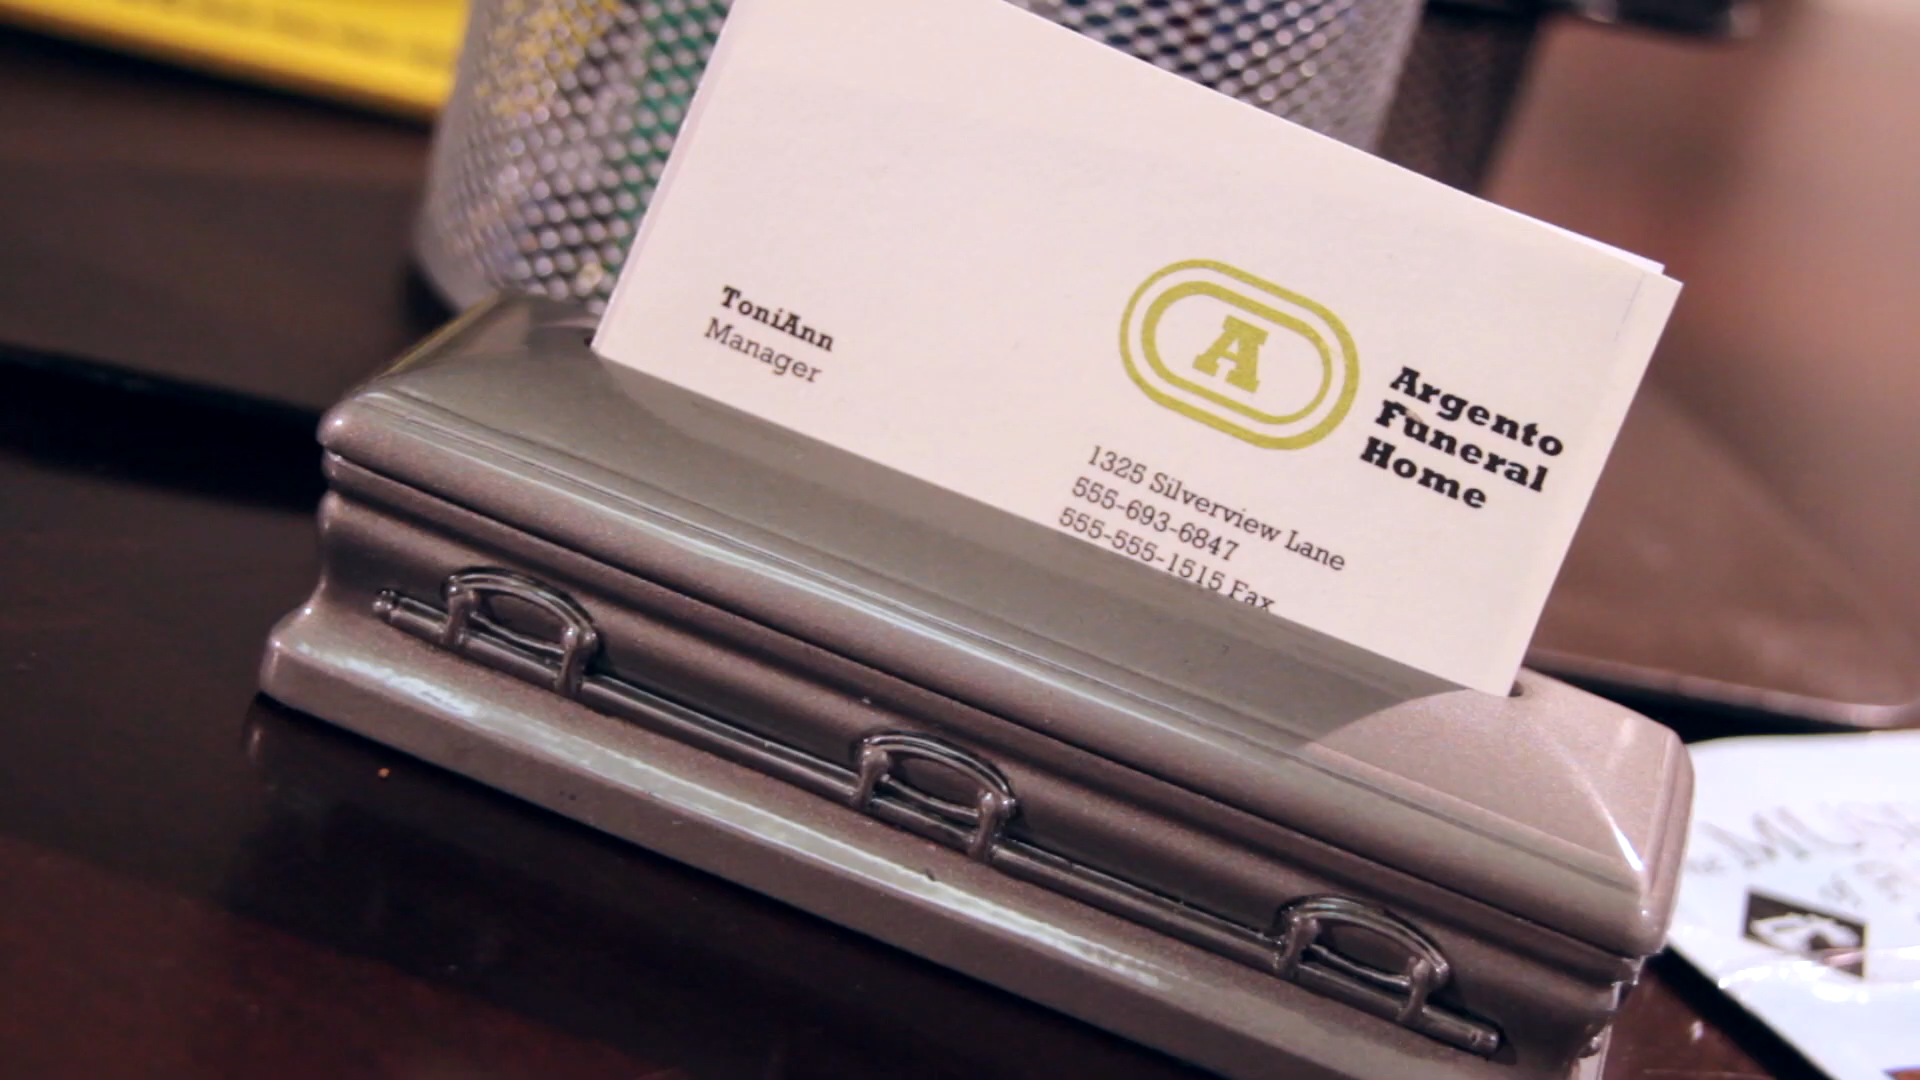 ToniAnn
Manager
A
Argento
Funeral
Home
1325 Silverview Lane
555-693-6847
555-555-1515 Fax